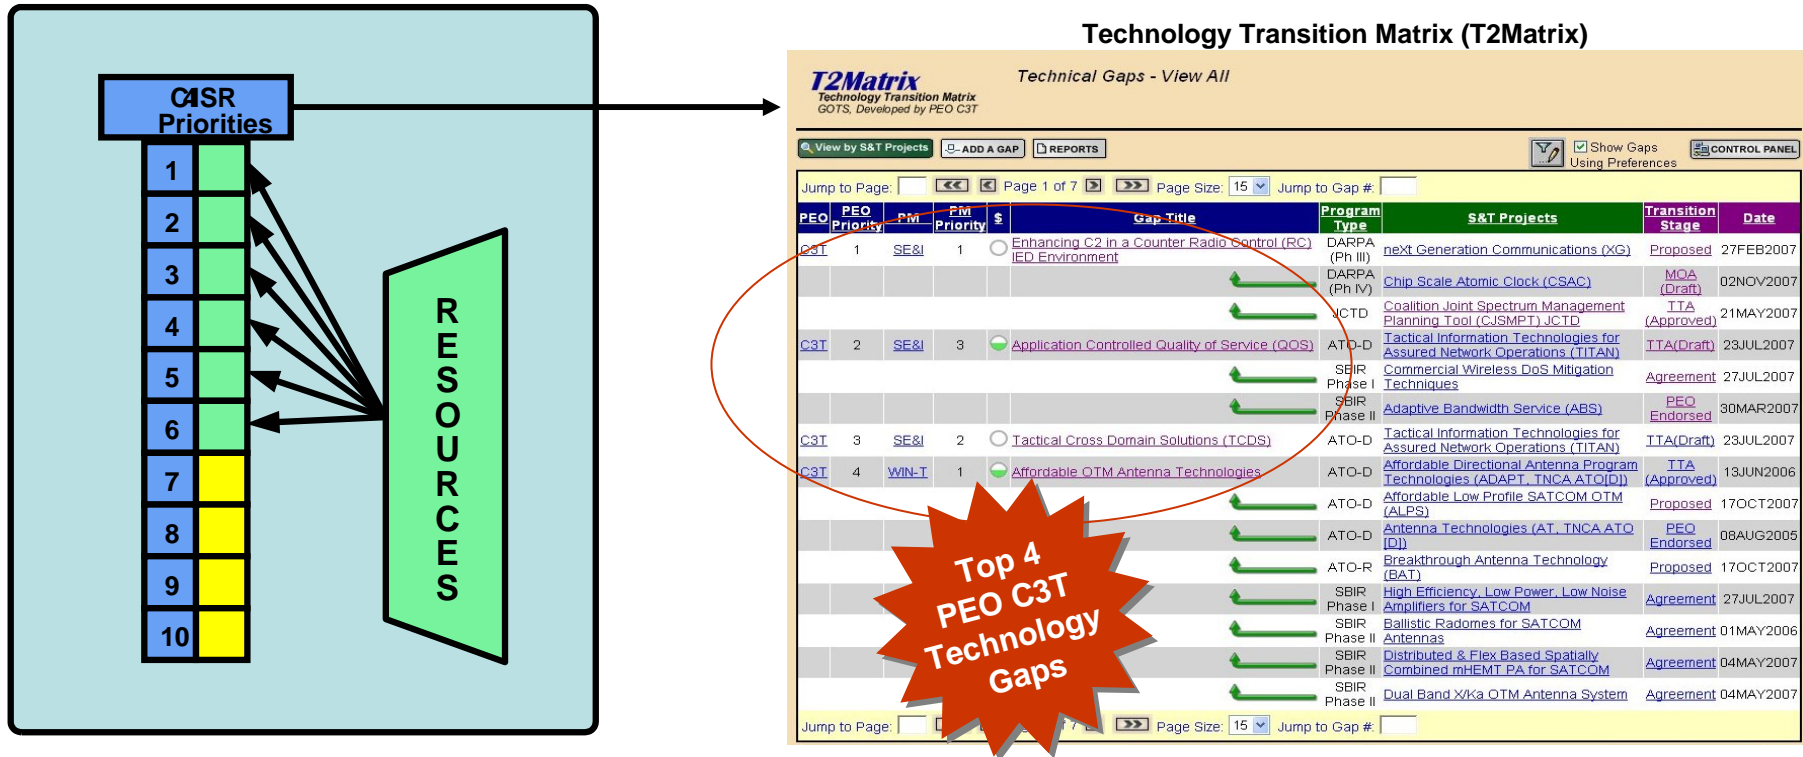 Technology Transition Matrix (T2Matrix)
C4ISR
Priorities
1
2
3
4
5
6
7
8
9
10
RESOURCES
T2Matrix
Technology Transition Matrix
GOTS, Developed by PEO C3T
Technical Gaps - View All
View by S&T Projects ADD A GAP REPORTS Show Gaps Using Preferences CONTROL PANEL
Jump to Page: << < Page 1 of 7 > >> Page Size: 15 Jump to Gap #:
PEO PEO Priority PM PM Priority $ Gap Title Program Type S&T Projects Transition Stage Date
C3T 1 SE&I 1 Enhancing C2 in a Counter Radio Control (RC) IED Environment DARPA (Ph III) neXt Generation Communications (XG) Proposed 27FEB2007
DARPA (Ph IV) Chip Scale Atomic Clock (CSAC) MOA (Draft) 02NOV2007
JCTD Coalition Joint Spectrum Management Planning Tool (CJSMPT) JCTD TTA (Approved) 21MAY2007
C3T 2 SE&I 3 Application Controlled Quality of Service (QOS) ATO-D Tactical Information Technologies for Assured Network Operations (TITAN) TTA(Draft) 23JUL2007
SBIR Phase I Commercial Wireless DoS Mitigation Techniques Agreement 27JUL2007
SBIR Phase II Adaptive Bandwidth Service (ABS) PEO Endorsed 30MAR2007
C3T 3 SE&I 2 Tactical Cross Domain Solutions (TCDS) ATO-D Tactical Information Technologies for Assured Network Operations (TITAN) TTA(Draft) 23JUL2007
C3T 4 WIN-T 1 Affordable OTM Antenna Technologies ATO-D Affordable Directional Antenna Program Technologies (ADAPT, TNCA ATO[D]) TTA (Approved) 13JUN2006
ATO-D Affordable Low Profile SATCOM OTM (ALPS) Proposed 17OCT2007
ATO-D Antenna Technologies (AT, TNCA ATO [D]) PEO Endorsed 08AUG2005
ATO-R Breakthrough Antenna Technology (BAT) Proposed 17OCT2007
SBIR Phase I High Efficiency, Low Power, Low Noise Amplifiers for SATCOM Agreement 27JUL2007
SBIR Phase II Ballistic Radomes for SATCOM Antennas Agreement 01MAY2006
SBIR Phase II Distributed & Flex Based Spatially Combined mHEMT PA for SATCOM Agreement 04MAY2007
SBIR Phase II Dual Band X/Ka OTM Antenna System Agreement 04MAY2007
Jump to Page: 7 >> Page Size: 15 Jump to Gap #:
Top 4
PEO C3T
Technology
Gaps